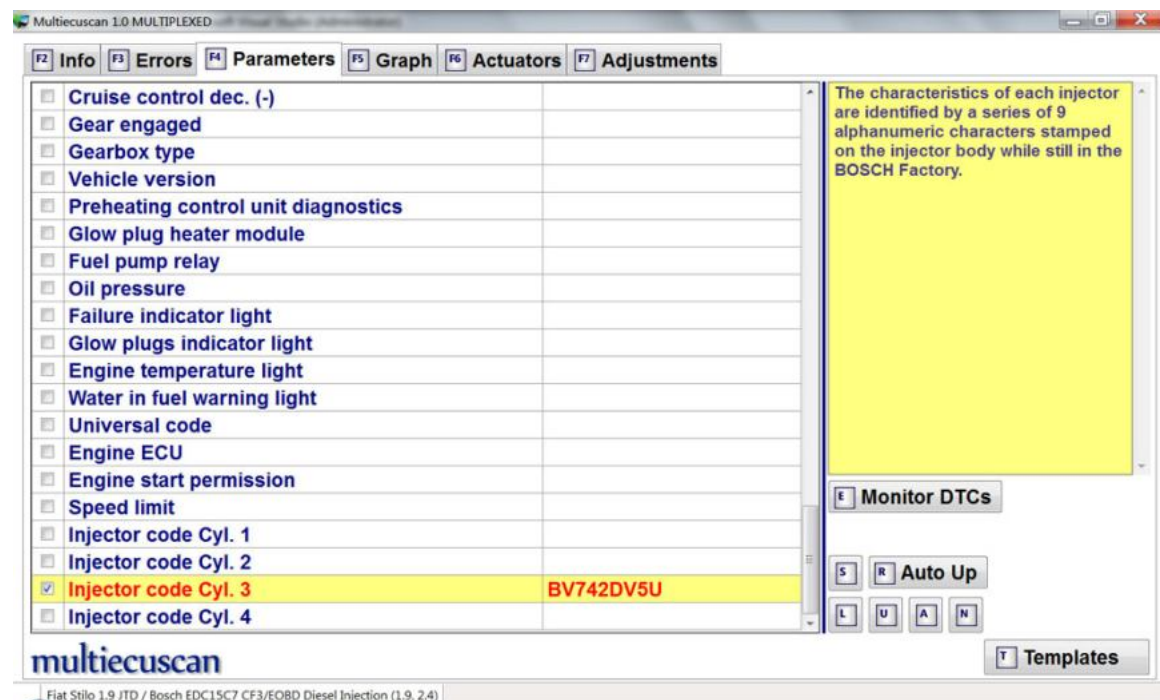 Multiecuscan 1.0 MULTIPLEXED
F2 Info F3 Errors F4 Parameters F5 Graph F6 Actuators F7 Adjustments
Cruise control dec. (-)
Gear engaged
Gearbox type
Vehicle version
Preheating control unit diagnostics
Glow plug heater module
Fuel pump relay
Oil pressure
Failure indicator light
Glow plugs indicator light
Engine temperature light
Water in fuel warning light
Universal code
Engine ECU
Engine start permission
Speed limit
Injector code Cyl. 1
Injector code Cyl. 2
Injector code Cyl. 3 BV742DV5U
Injector code Cyl. 4
The characteristics of each injector
are identified by a series of 9
alphanumeric characters stamped
on the injector body while still in the
BOSCH Factory.
E Monitor DTCs
S R Auto Up
L U A N
multiecuscan
T Templates
Fiat Stilo 1.9 JTD / Bosch EDC15C7 CF3/EOBD Diesel Injection (1.9, 2.4)